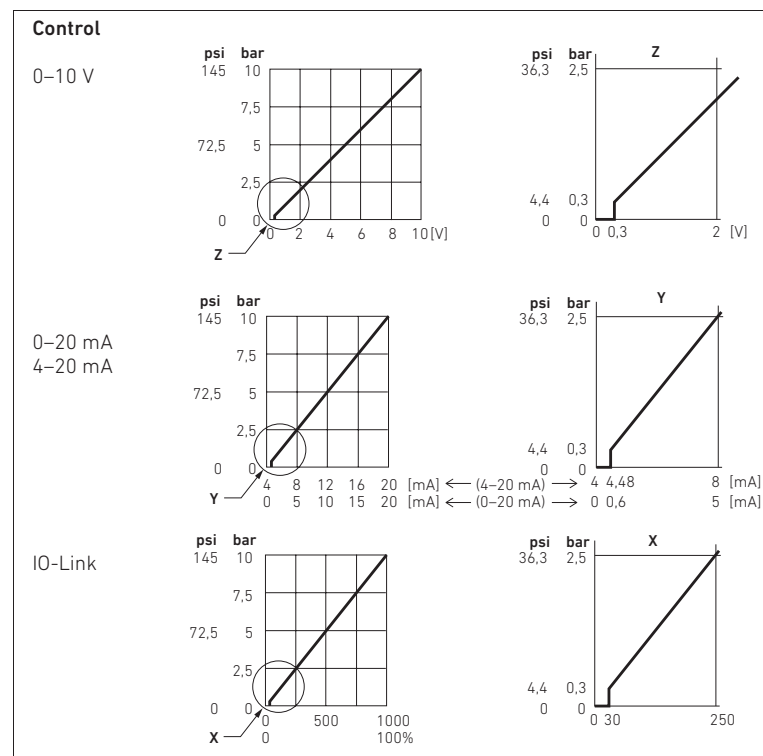 Control
0–10 V
psi bar
145 10
7,5
72,5 5
2,5
0 0
0 2 4 6 8 10 [V]
Z
Z
36,3 2,5
4,4 0,3
0 0
0 0,3 2 [V]
0–20 mA
4–20 mA
psi bar
145 10
7,5
72,5 5
2,5
0 0
Y
4 8 12 16 20 [mA] ← (4–20 mA) → 4 4,48 8 [mA]
0 5 10 15 20 [mA] ← (0–20 mA) → 0 0,6 5 [mA]
psi bar Y
36,3 2,5
4,4 0,3
0 0
IO-Link
psi bar
145 10
7,5
72,5 5
2,5
0 0
0 500 1000
0 100%
X
psi bar X
36,3 2,5
4,4 0,3
0 0
0 30 250